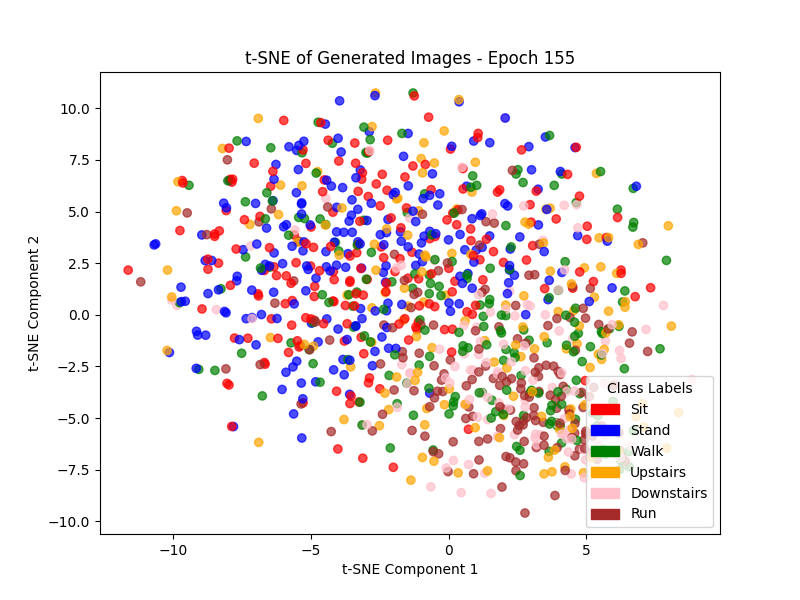 t-SNE of Generated Images - Epoch 155
t-SNE Component 2
10.0
7.5
5.0
2.5
0.0
−2.5
−5.0
−7.5
−10.0
Class Labels
Sit
Stand
Walk
Upstairs
Downstairs
Run
−10
−5
0
5
t-SNE Component 1